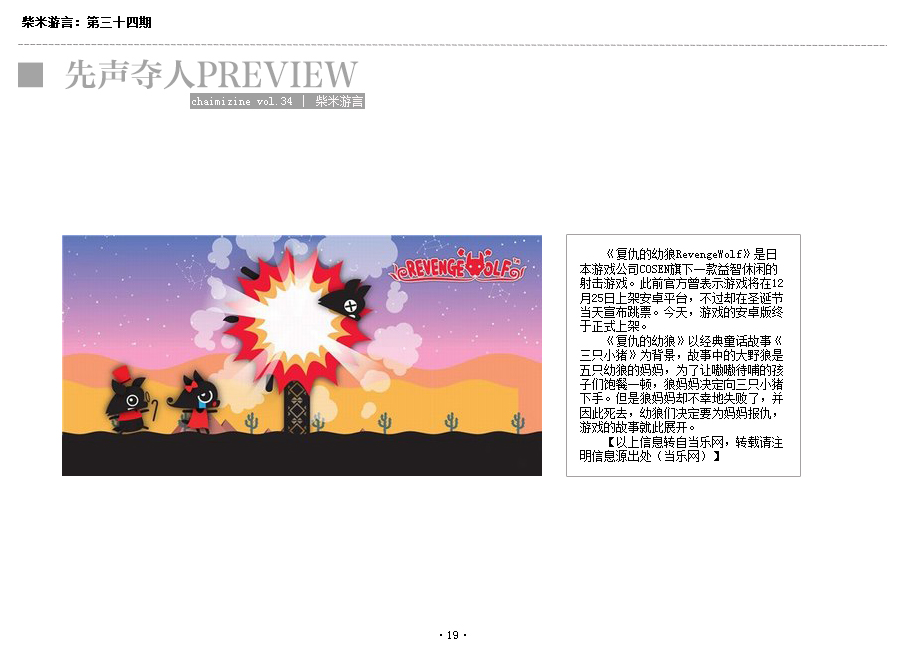 柴米游言：第三十四期
先声夺人PREVIEW
chaimizine vol.34 | 柴米游言
REVENGE WOLF™
《复仇的幼狼RevengeWolf》是日
本游戏公司COSEN旗下一款益智休闲的
射击游戏。此前官方曾表示游戏将在12
月25日上架安卓平台，不过却在圣诞节
当天宣布跳票。今天，游戏的安卓版终
于正式上架。
《复仇的幼狼》以经典童话故事《
三只小猪》为背景，故事中的大野狼是
五只幼狼的妈妈，为了让嗷嗷待哺的孩
子们饱餐一顿，狼妈妈决定向三只小猪
下手。但是狼妈妈却不幸地失败了，并
因此死去，幼狼们决定要为妈妈报仇，
游戏的故事就此展开。
【以上信息转自当乐网，转载请注
明信息源出处（当乐网）】
·19·